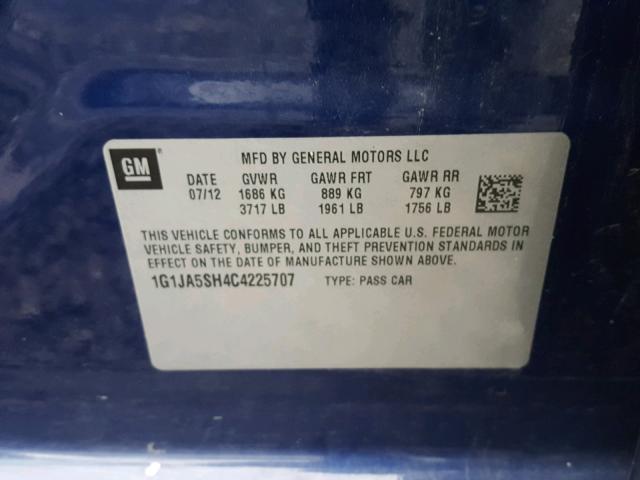 GM
MFD BY GENERAL MOTORS LLC
DATE GVWR GAWR FRT GAWR RR
07/12 1686 KG 889 KG 797 KG
3717 LB 1961 LB 1756 LB
THIS VEHICLE CONFORMS TO ALL APPLICABLE U.S. FEDERAL MOTOR
VEHICLE SAFETY, BUMPER, AND THEFT PREVENTION STANDARDS IN
EFFECT ON THE DATE OF MANUFACTURE SHOWN ABOVE.
1G1JA5SH4C4225707 TYPE: PASS CAR